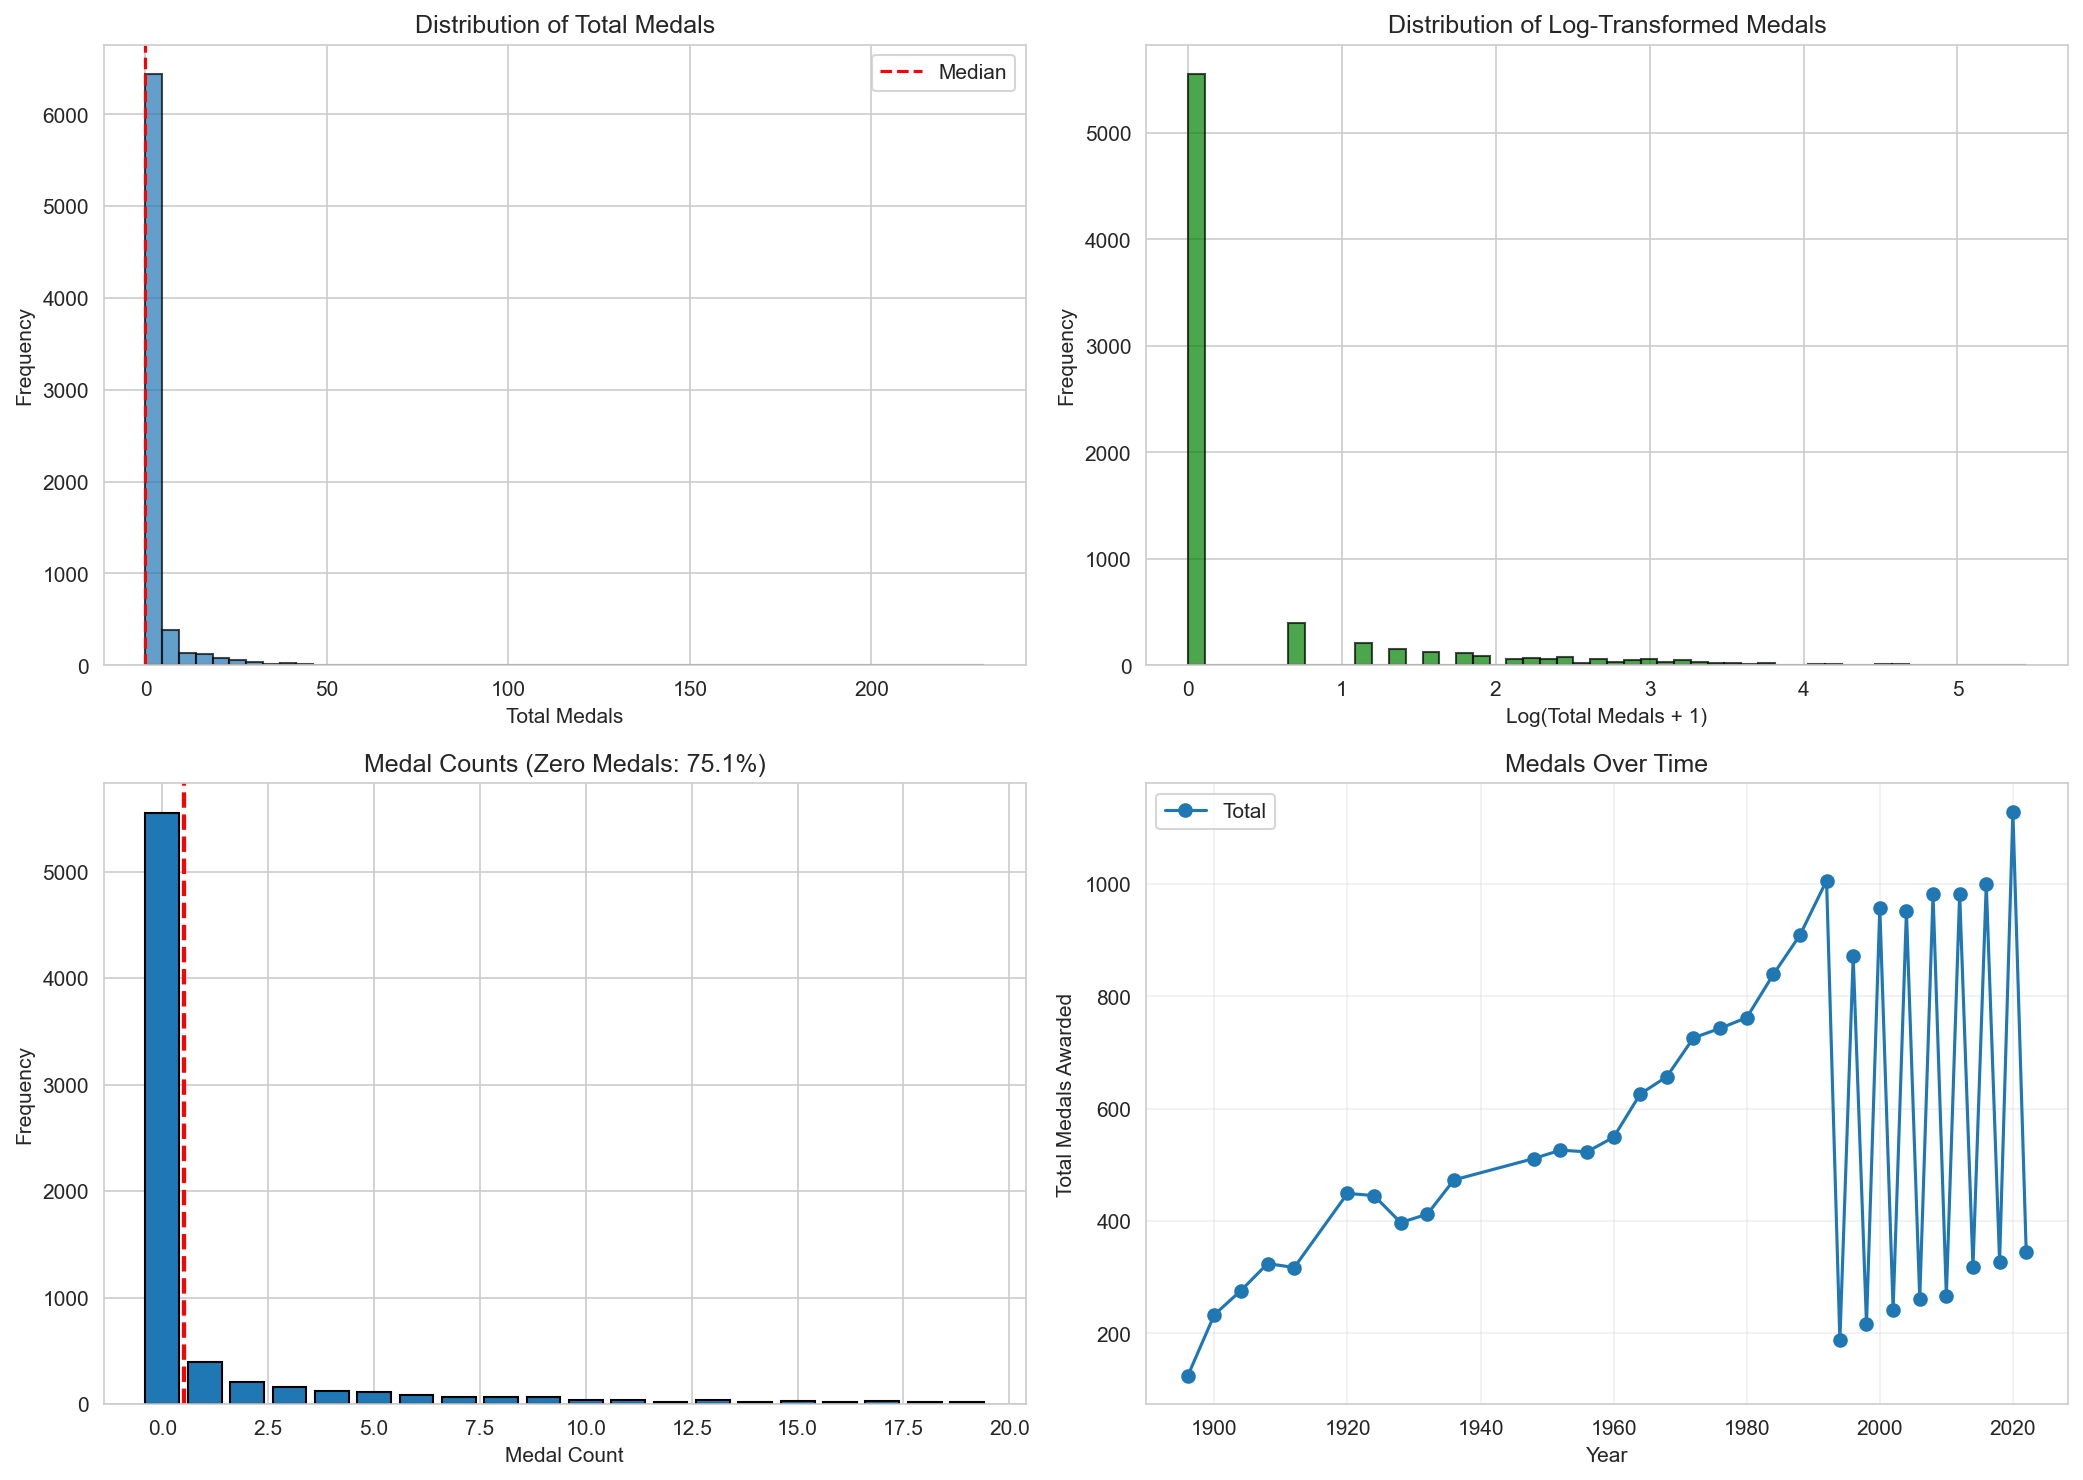 Distribution of Total Medals
Median
6000
5000
4000
3000
2000
1000
0
Frequency
0 50 100 150 200
Total Medals
Distribution of Log-Transformed Medals
5000
4000
3000
2000
1000
0
Frequency
0 1 2 3 4 5
Log(Total Medals + 1)
Medal Counts (Zero Medals: 75.1%)
5000
4000
3000
2000
1000
0
Frequency
0.0 2.5 5.0 7.5 10.0 12.5 15.0 17.5 20.0
Medal Count
Medals Over Time
Total
1000
800
600
400
200
Total Medals Awarded
1900 1920 1940 1960 1980 2000 2020
Year